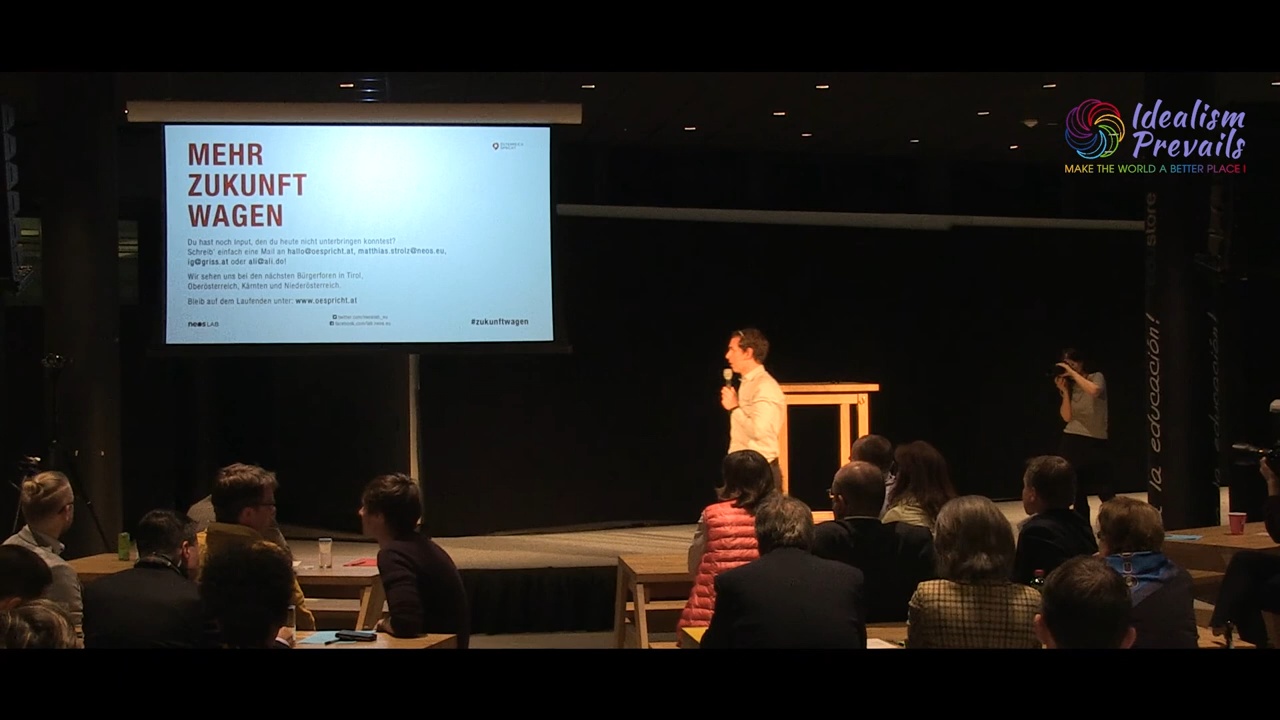 MEHR
ZUKUNFT
WAGEN
Du hast noch Input, den du heute nicht unterbringen konntest?
Schreib' einfach eine Mail an hallo@oespricht.at, matthias.strolz@neos.eu,
ig@griss.at oder ali@ali.do!
Wir sehen uns bei den nächsten Bürgerforen in Tirol,
Oberösterreich, Kärnten und Niederösterreich.
Bleib auf dem Laufenden unter: www.oespricht.at
neos LAB
#zukunftwagen
Idealism
Prevails
MAKE THE WORLD A BETTER PLACE !
store
la educación!
la educación!